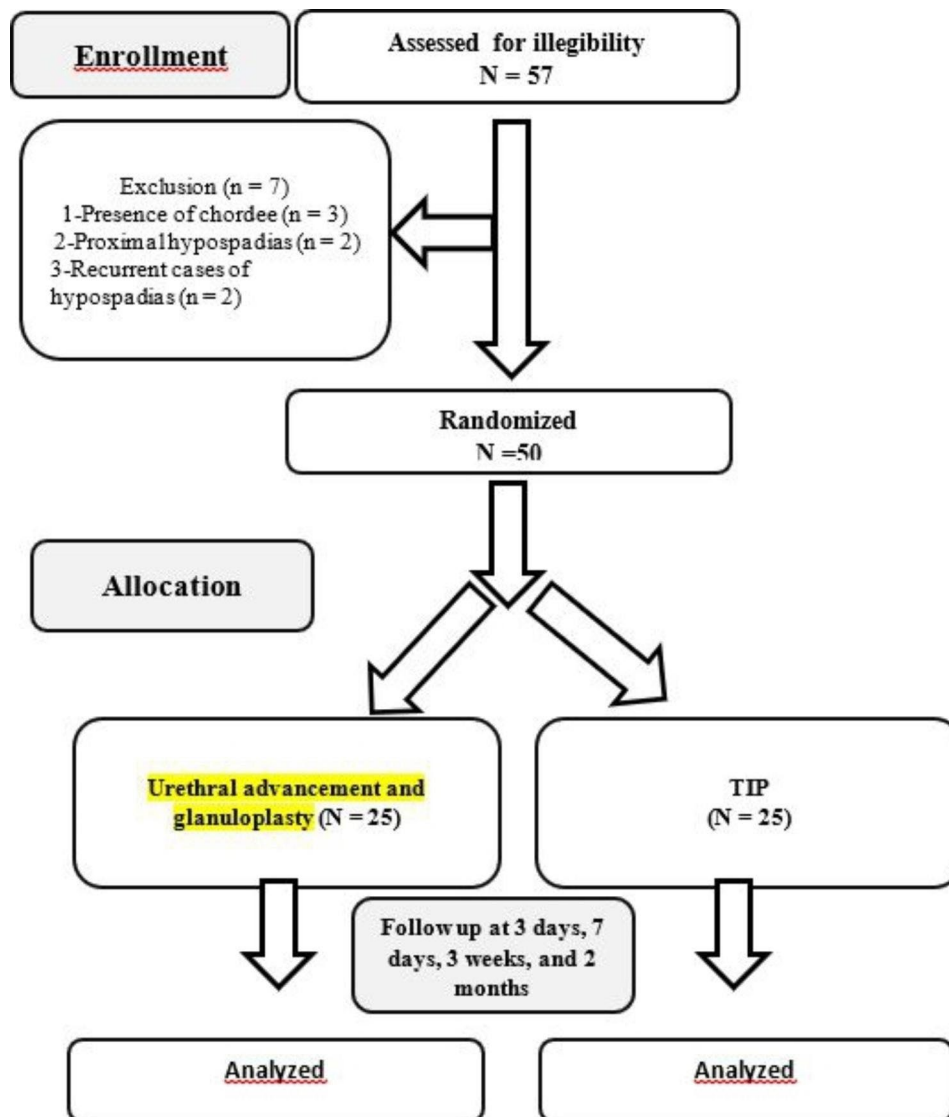 Enrollment
Assessed for illegibility
N = 57
Exclusion (n = 7)
1-Presence of chordee (n = 3)
2-Proximal hypospadias (n = 2)
3-Recurrent cases of
hypospadias (n = 2)
Randomized
N =50
Allocation
Urethral advancement and
glanuloplasty (N = 25)
TIP
(N = 25)
Follow up at 3 days, 7
days, 3 weeks, and 2
months
Analyzed
Analyzed